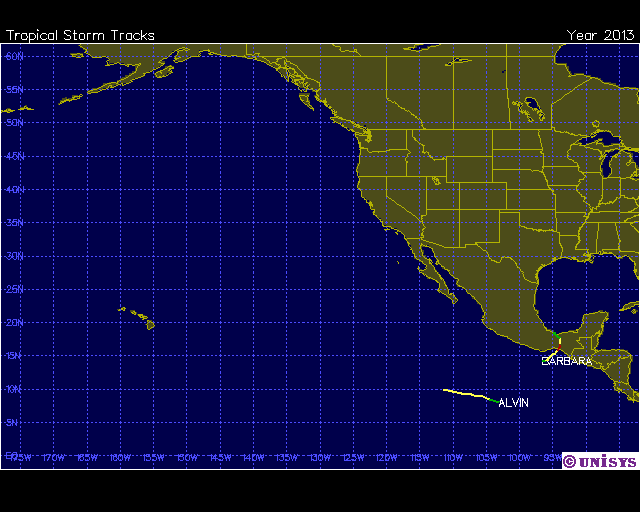 Tropical Storm Tracks Year 2013
60N
55N
50N
45N
40N
35N
30N
25N
20N
15N
BARBARA
10N
ALVIN
5N
EQ
175W 170W 165W 160W 155W 150W 145W 140W 135W 130W 125W 120W 115W 110W 105W 100W 95W
© UNISYS